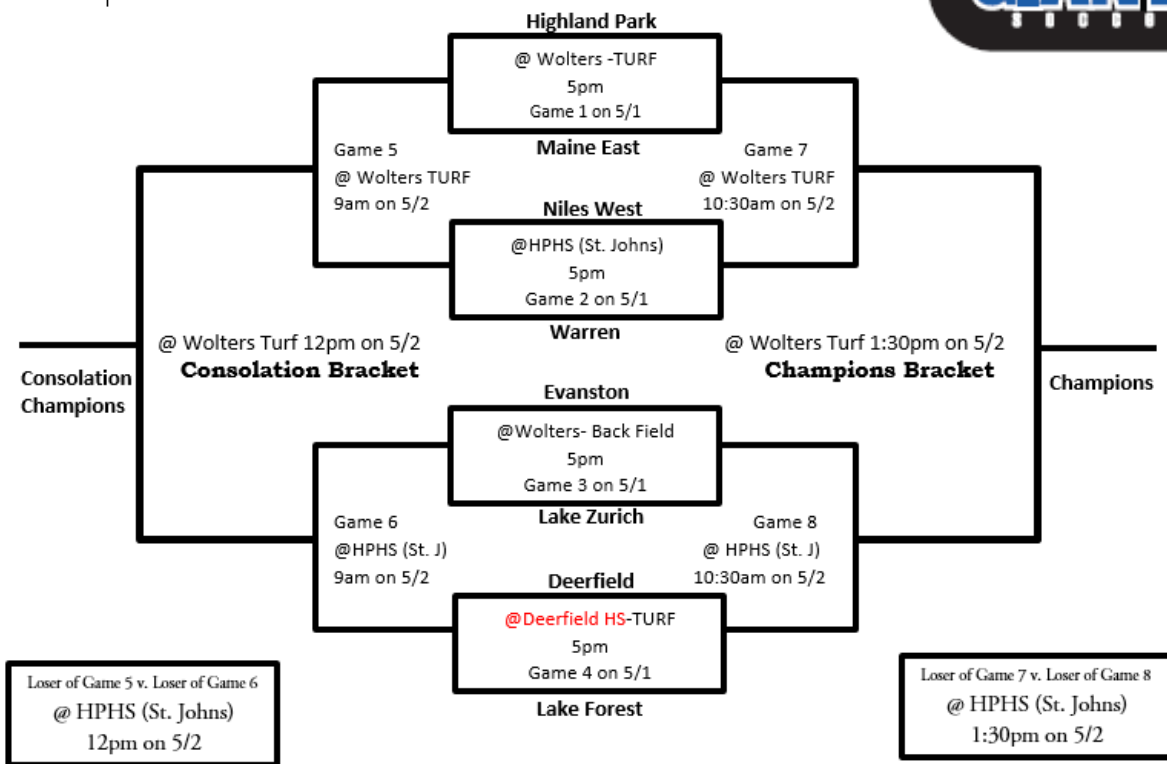 SOCCE
Highland Park
@ Wolters -TURF
5pm
Game 1 on 5/1
Maine East
Game 5
@ Wolters TURF
9am on 5/2
Game 7
@ Wolters TURF
10:30am on 5/2
Niles West
@HPHS (St. Johns)
5pm
Game 2 on 5/1
Warren
@ Wolters Turf 12pm on 5/2
Consolation Bracket
@ Wolters Turf 1:30pm on 5/2
Champions Bracket
Consolation
Champions
Champions
Evanston
@Wolters- Back Field
5pm
Game 3 on 5/1
Lake Zurich
Game 6
@HPHS (St. J)
9am on 5/2
Game 8
@ HPHS (St. J)
10:30am on 5/2
Deerfield
@Deerfield HS-TURF
5pm
Game 4 on 5/1
Lake Forest
Loser of Game 5 v. Loser of Game 6
@ HPHS (St. Johns)
12pm on 5/2
Loser of Game 7 v. Loser of Game 8
@ HPHS (St. Johns)
1:30pm on 5/2